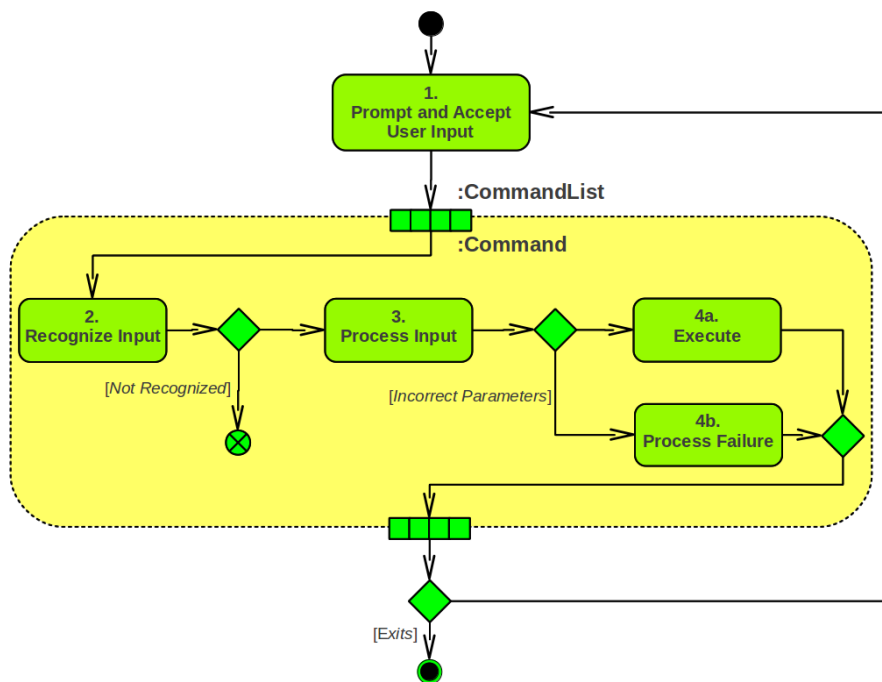 1.
Prompt and Accept
User Input
:CommandList
:Command
2.
Recognize Input
3.
Process Input
4a.
Execute
[Not Recognized]
[Incorrect Parameters]
4b.
Process Failure
[Exits]